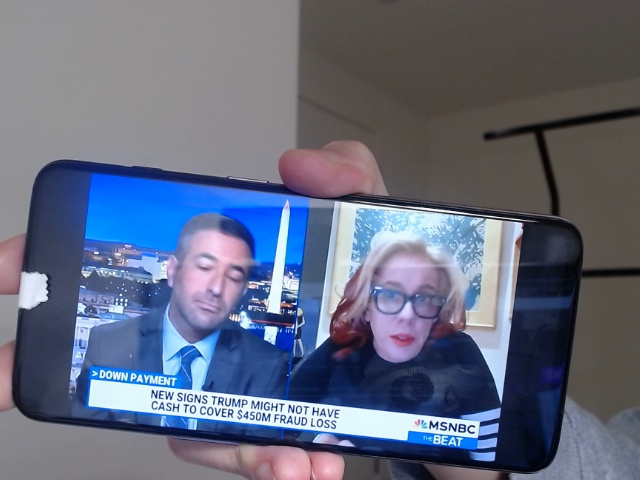 > DOWN PAYMENT
NEW SIGNS TRUMP MIGHT NOT HAVE
CASH TO COVER $450M FRAUD LOSS
MSNBC
THE BEAT